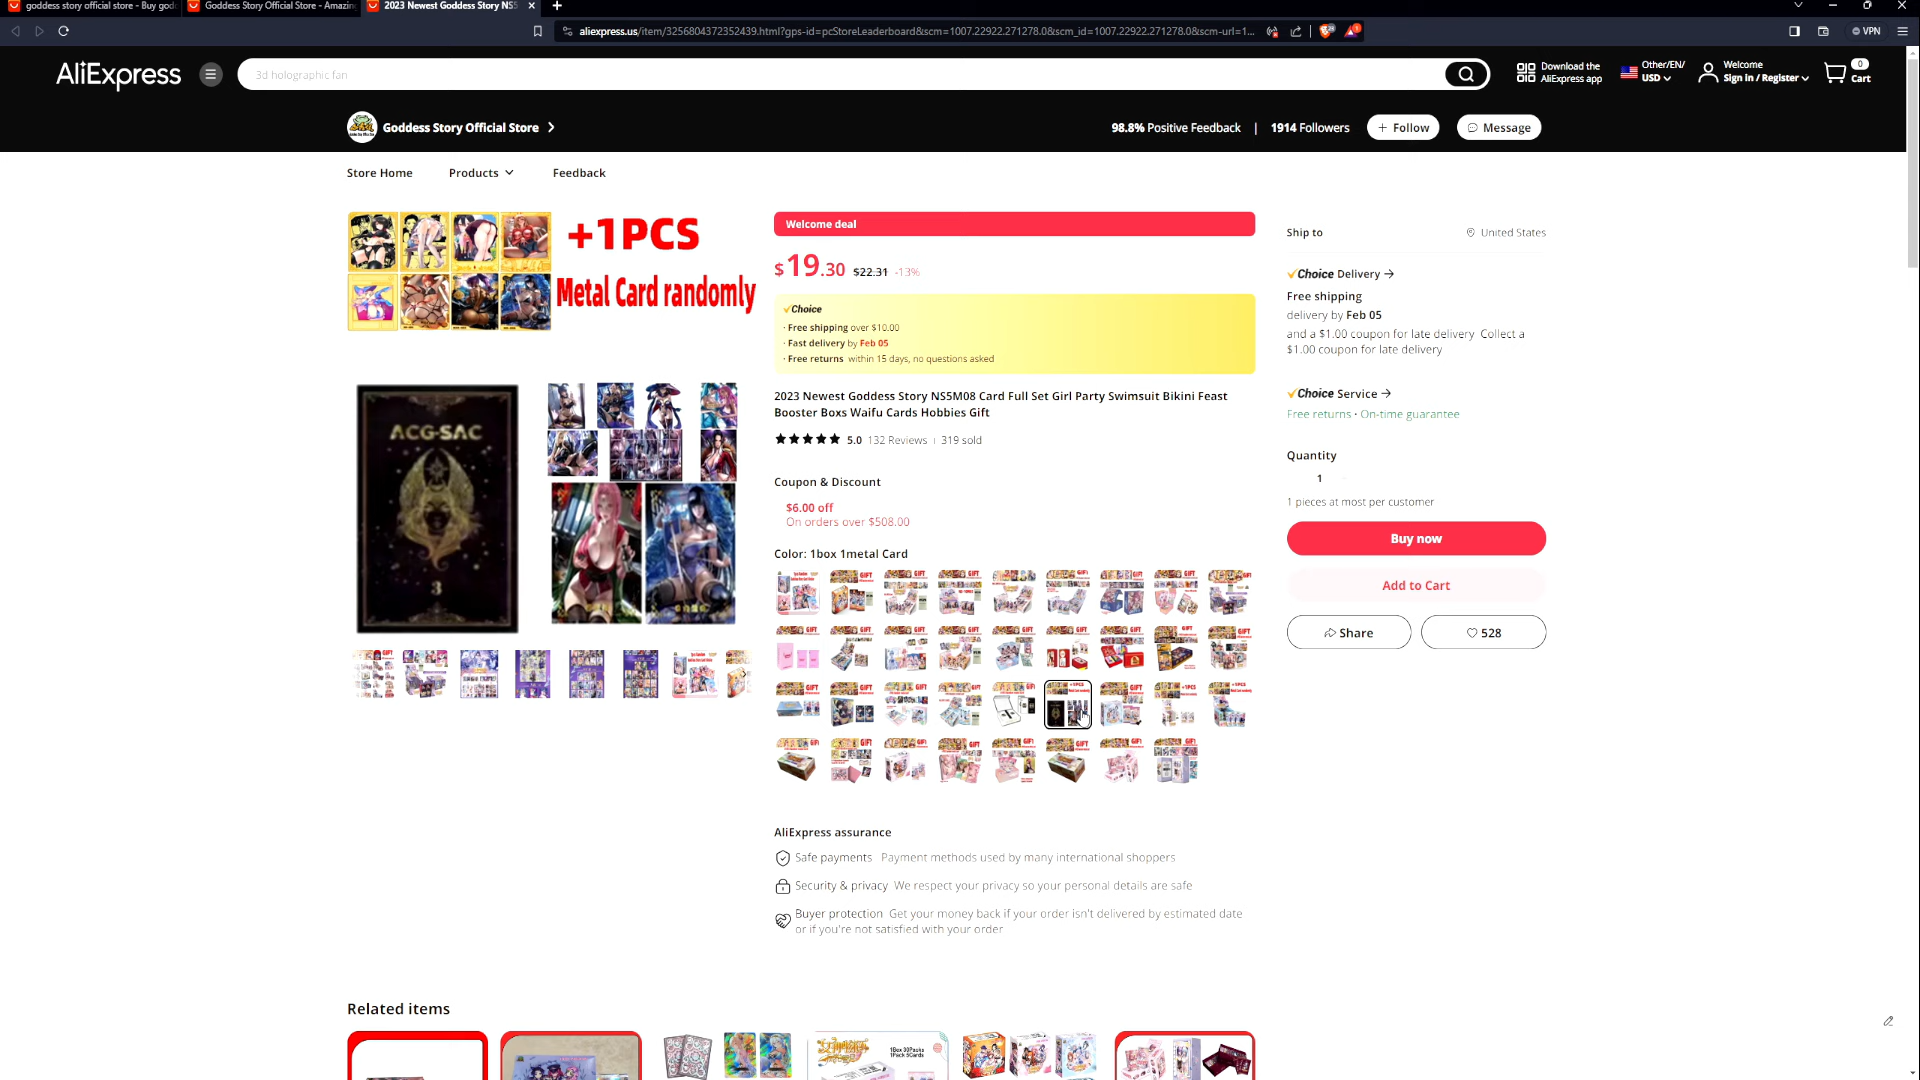 goddess story official store - Buy god
Goddess Story Official Store - Amazin
2023 Newest Goddess Story NS5
aliexpress.us/item/3256804372352439.html?gps-id=pcStoreLeaderboard&scm=1007.22922.271278.0&scm_id=1007.22922.271278.0&scm-url=1...
VPN
AliExpress
3d holographic fan
Download the
AliExpress app
Other/EN/
USD
Welcome
Sign in / Register
0
Cart
Goddess Story Official Store
98.8% Positive Feedback | 1914 Followers
+ Follow
Message
Store Home
Products
Feedback
+1PCS
Metal Card randomly
ACG-SAC
3
Welcome deal
$19.30 $22.31 -13%
Choice
· Free shipping over $10.00
· Fast delivery by Feb 05
· Free returns within 15 days, no questions asked
2023 Newest Goddess Story NS5M08 Card Full Set Girl Party Swimsuit Bikini Feast
Booster Boxs Waifu Cards Hobbies Gift
5.0 132 Reviews | 319 sold
Coupon & Discount
$6.00 off
On orders over $508.00
Color: 1box 1metal Card
AliExpress assurance
Safe payments Payment methods used by many international shoppers
Security & privacy We respect your privacy so your personal details are safe
Buyer protection Get your money back if your order isn't delivered by estimated date
or if you're not satisfied with your order
Ship to
United States
Choice Delivery
Free shipping
delivery by Feb 05
and a $1.00 coupon for late delivery Collect a
$1.00 coupon for late delivery
Choice Service
Free returns • On-time guarantee
Quantity
1
1 pieces at most per customer
Buy now
Add to Cart
Share
528
Related items
1Box 30Packs
1Pack 5Cards